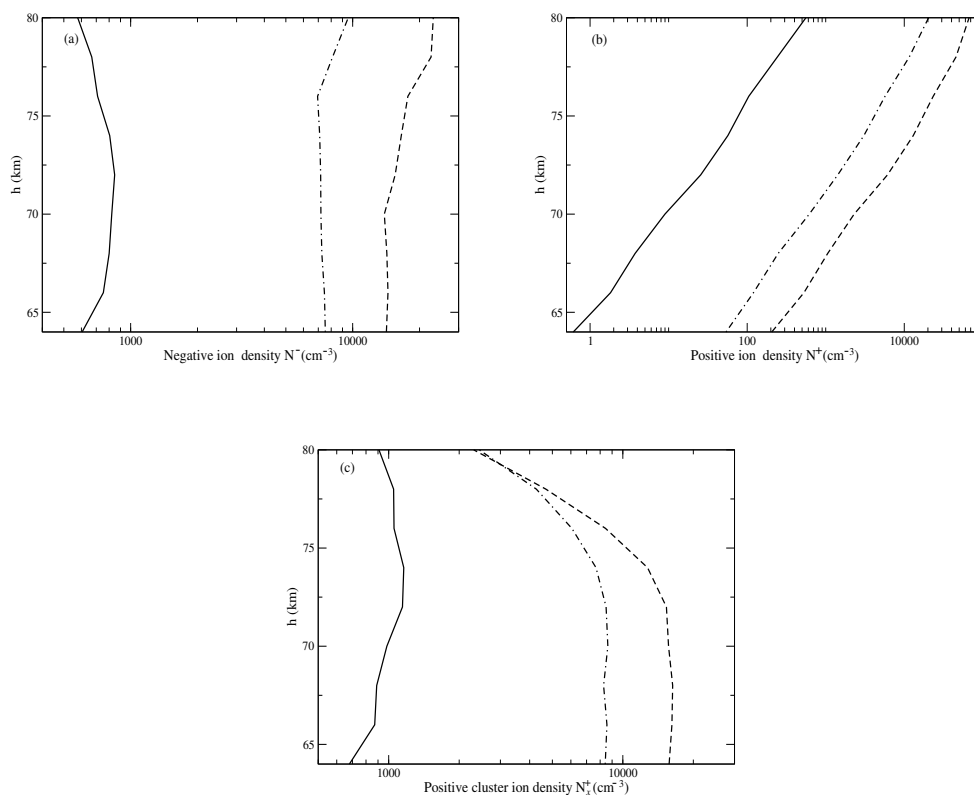 (a)
80
75
70
65
h (km)
1000
10000
Negative ion density N⁻(cm⁻³)
(b)
80
75
70
65
h (km)
1
100
10000
Positive ion density N⁺(cm⁻³)
(c)
80
75
70
65
h (km)
1000
10000
Positive cluster ion density Nₓ⁺(cm⁻³)